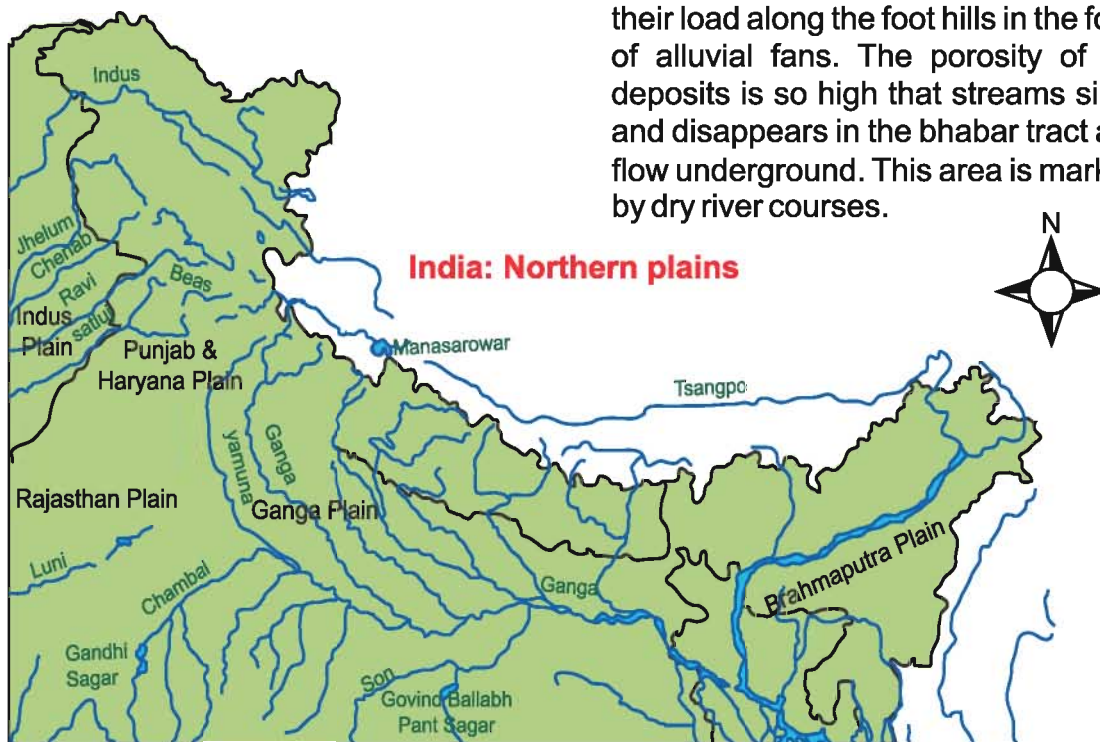 their load along the foot hills in the
of alluvial fans. The porosity of
deposits is so high that streams
and disappears in the bhabar tract
flow underground. This area is
by dry river courses.
N
India: Northern plains
Indus
Jhelum
Chenab
Ravi
Beas
satluj
Indus
Plain
Punjab &
Haryana Plain
Manasarowar
Tsangpo
yamuna
Ganga
Rajasthan Plain
Ganga Plain
Brahmaputra Plain
Luni
Chambal
Ganga
Gandhi
Sagar
Son
Govind Ballabh
Pant Sagar